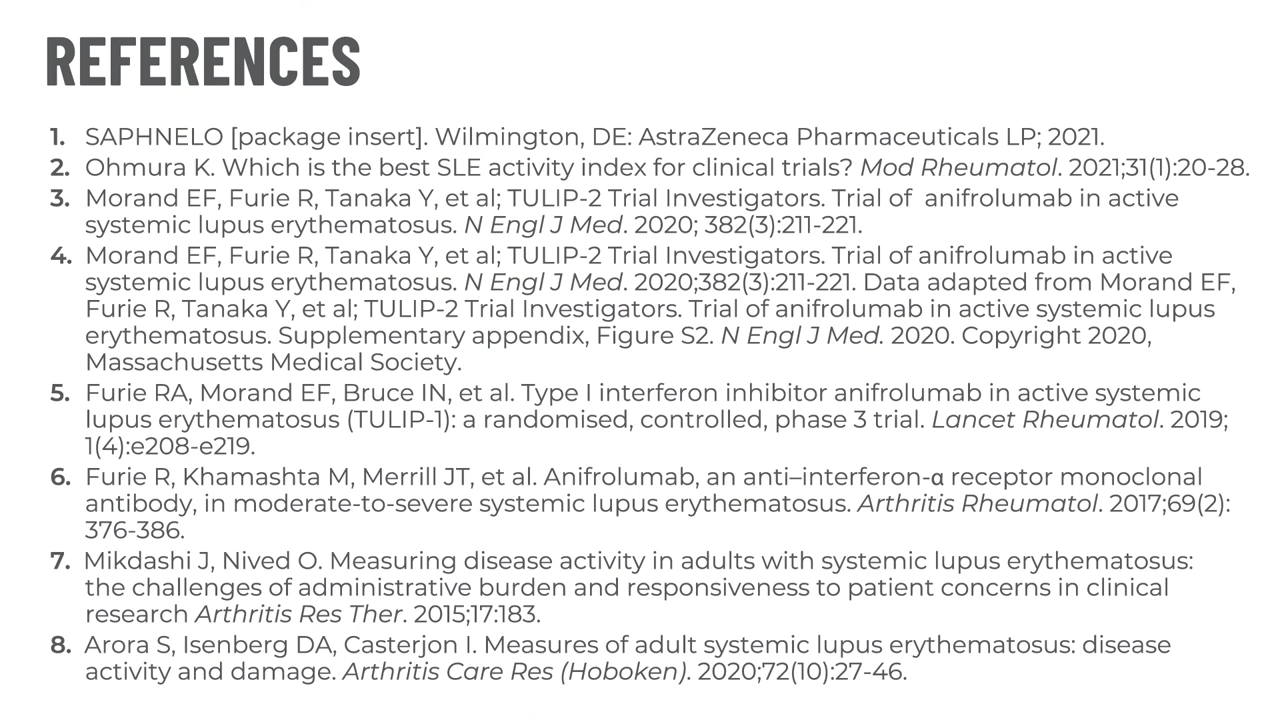 REFERENCES
1. SAPHNELO [package insert]. Wilmington, DE: AstraZeneca Pharmaceuticals LP; 2021.
2. Ohmura K. Which is the best SLE activity index for clinical trials? Mod Rheumatol. 2021;31(1):20-28.
3. Morand EF, Furie R, Tanaka Y, et al; TULIP-2 Trial Investigators. Trial of  anifrolumab in active
systemic lupus erythematosus. N Engl J Med. 2020; 382(3):211-221.
4. Morand EF, Furie R, Tanaka Y, et al; TULIP-2 Trial Investigators. Trial of anifrolumab in active
systemic lupus erythematosus. N Engl J Med. 2020;382(3):211-221. Data adapted from Morand EF,
Furie R, Tanaka Y, et al; TULIP-2 Trial Investigators. Trial of anifrolumab in active systemic lupus
erythematosus. Supplementary appendix, Figure S2. N Engl J Med. 2020. Copyright 2020,
Massachusetts Medical Society.
5. Furie RA, Morand EF, Bruce IN, et al. Type I interferon inhibitor anifrolumab in active systemic
lupus erythematosus (TULIP-1): a randomised, controlled, phase 3 trial. Lancet Rheumatol. 2019;
1(4):e208-e219.
6. Furie R, Khamashta M, Merrill JT, et al. Anifrolumab, an anti–interferon-α receptor monoclonal
antibody, in moderate-to-severe systemic lupus erythematosus. Arthritis Rheumatol. 2017;69(2):
376-386.
7. Mikdashi J, Nived O. Measuring disease activity in adults with systemic lupus erythematosus:
the challenges of administrative burden and responsiveness to patient concerns in clinical
research Arthritis Res Ther. 2015;17:183.
8. Arora S, Isenberg DA, Casterjon I. Measures of adult systemic lupus erythematosus: disease
activity and damage. Arthritis Care Res (Hoboken). 2020;72(10):27-46.